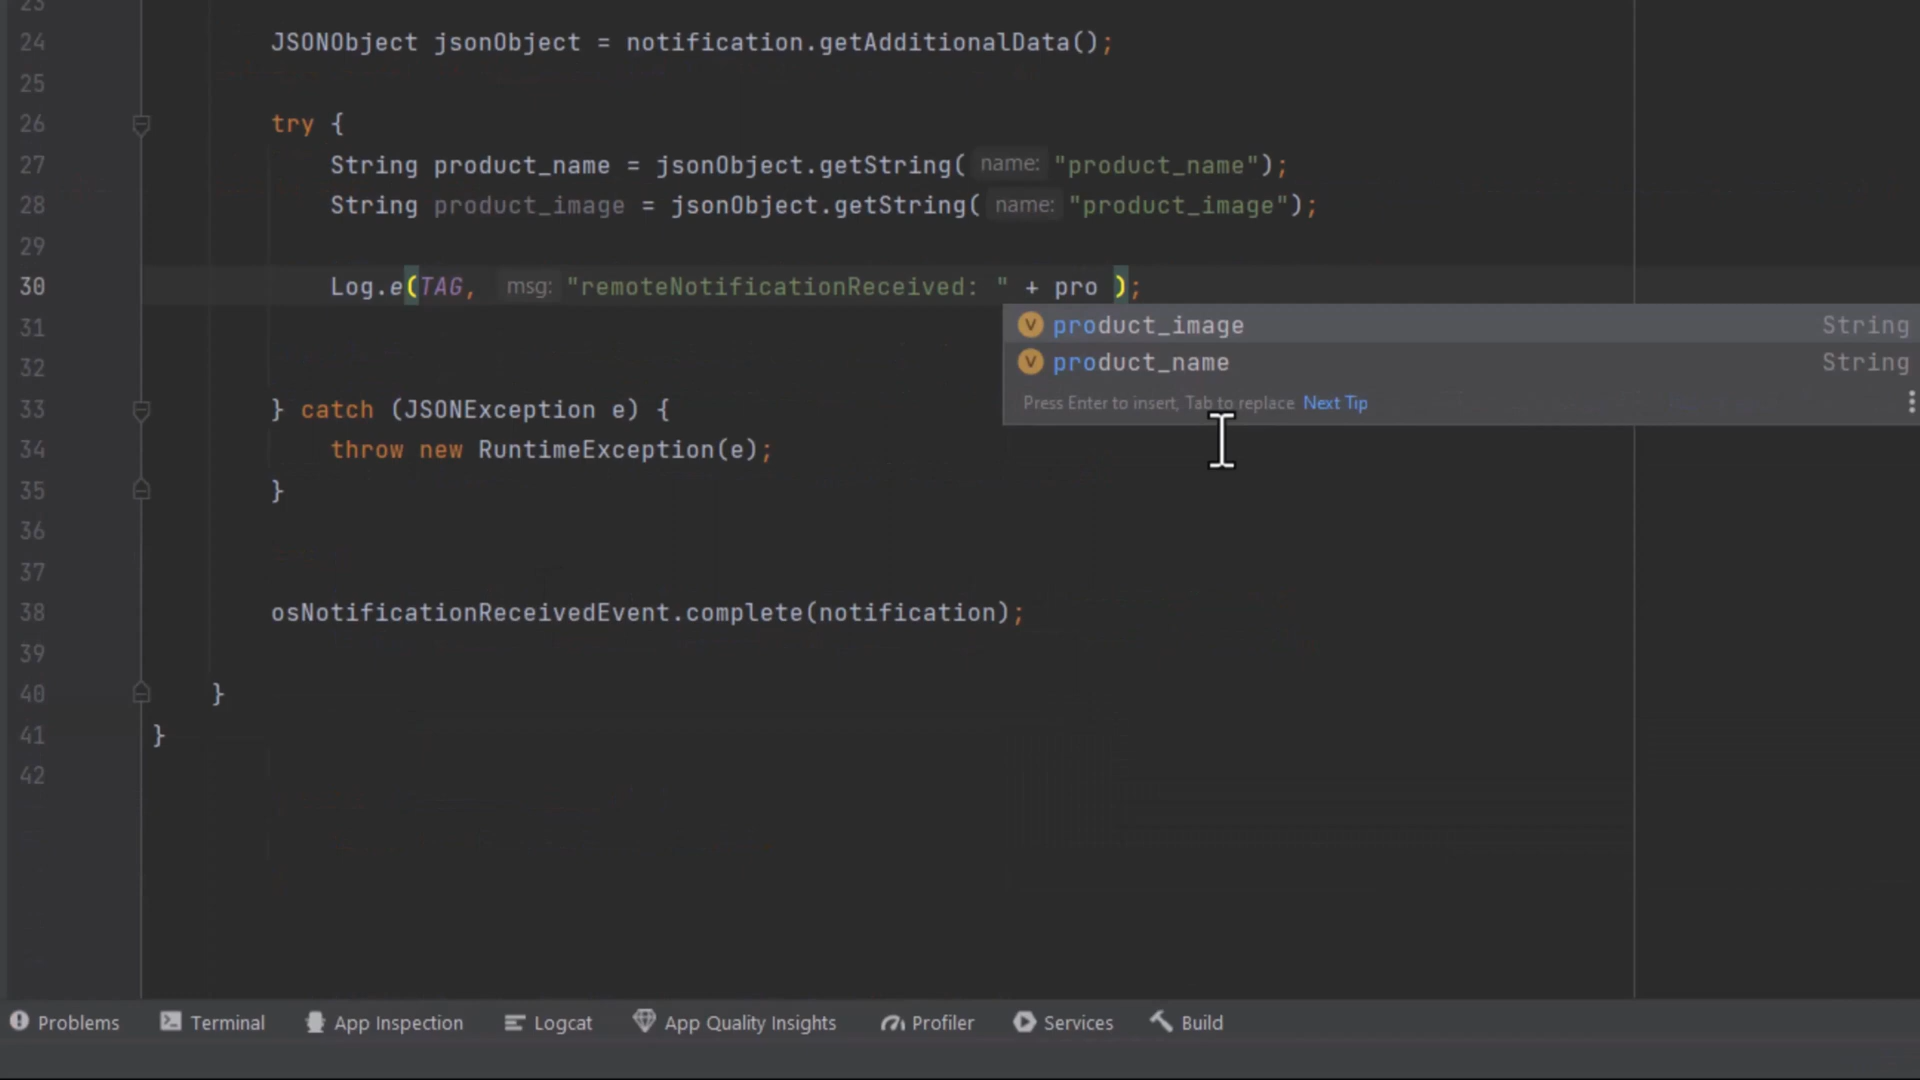 23
24 JSONObject jsonObject = notification.getAdditionalData();
25
26 try {
27 String product_name = jsonObject.getString( name: "product_name");
28 String product_image = jsonObject.getString( name: "product_image");
29
30 Log.e(TAG, msg: "remoteNotificationReceived: " + pro );
product_image String
31
product_name String
32
Press Enter to insert, Tab to replace Next Tip
33 } catch (JSONException e) {
34 throw new RuntimeException(e);
35 }
36
37
38 osNotificationReceivedEvent.complete(notification);
39
40 }
41 }
42
Problems Terminal App Inspection Logcat App Quality Insights Profiler Services Build